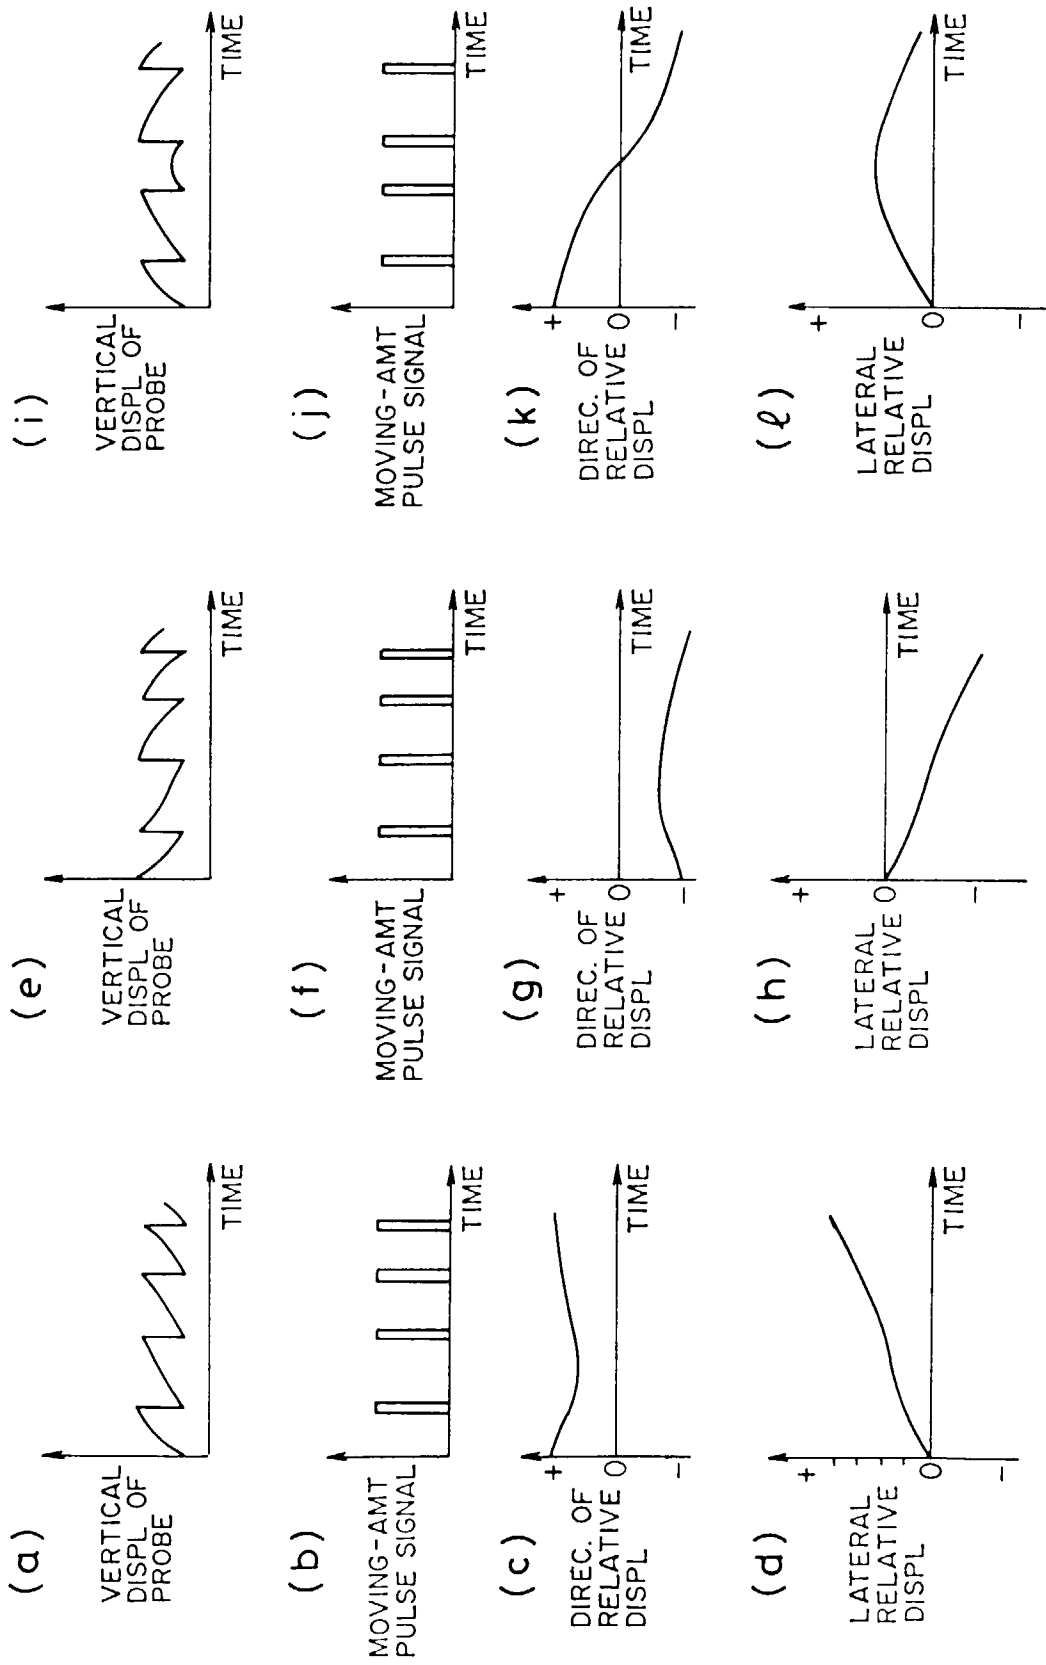 (a)
VERTICAL
DISPL OF
PROBE
TIME
(b)
MOVING-AMT
PULSE SIGNAL
TIME
(c)
DIREC. OF
RELATIVE
DISPL
+
0
−
TIME
(d)
LATERAL
RELATIVE
DISPL
+
0
−
TIME
(e)
VERTICAL
DISPL OF
PROBE
TIME
(f)
MOVING-AMT
PULSE SIGNAL
TIME
(g)
DIREC. OF
RELATIVE
DISPL
+
0
−
TIME
(h)
LATERAL
RELATIVE
DISPL
+
0
−
TIME
(i)
VERTICAL
DISPL OF
PROBE
TIME
(j)
MOVING-AMT
PULSE SIGNAL
TIME
(k)
DIREC. OF
RELATIVE
DISPL
+
0
−
TIME
(ℓ)
LATERAL
RELATIVE
DISPL
+
0
−
TIME